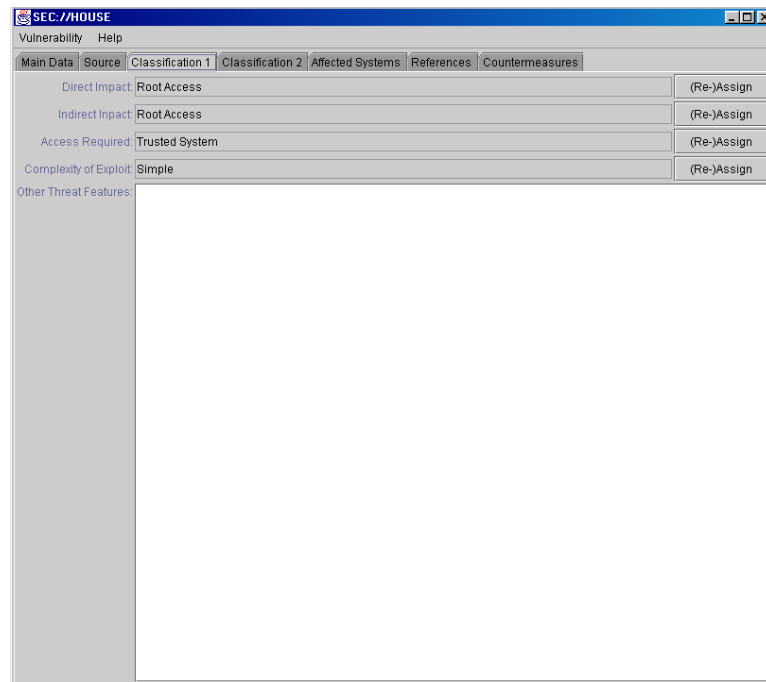 SEC://HOUSE
Vulnerability Help
Main Data Source Classification 1 Classification 2 Affected Systems References Countermeasures
Direct Impact: Root Access (Re-)Assign
Indirect Inpact: Root Access (Re-)Assign
Access Required: Trusted System (Re-)Assign
Complexity of Exploit: Simple (Re-)Assign
Other Threat Features: